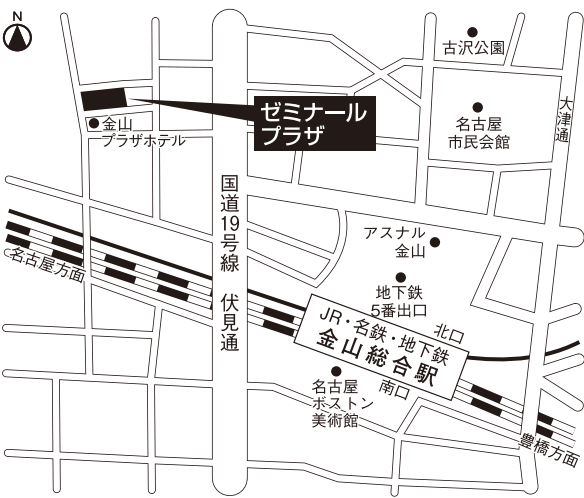 N
古沢公園
大津通
ゼミナール
プラザ
名古屋
市民会館
金山
プラザホテル
国道19号線 伏見通
アスナル
金山
名古屋方面
地下鉄
5番出口
北口
JR・名鉄・地下鉄
金山総合駅
南口
名古屋
ボストン
美術館
豊橋方面